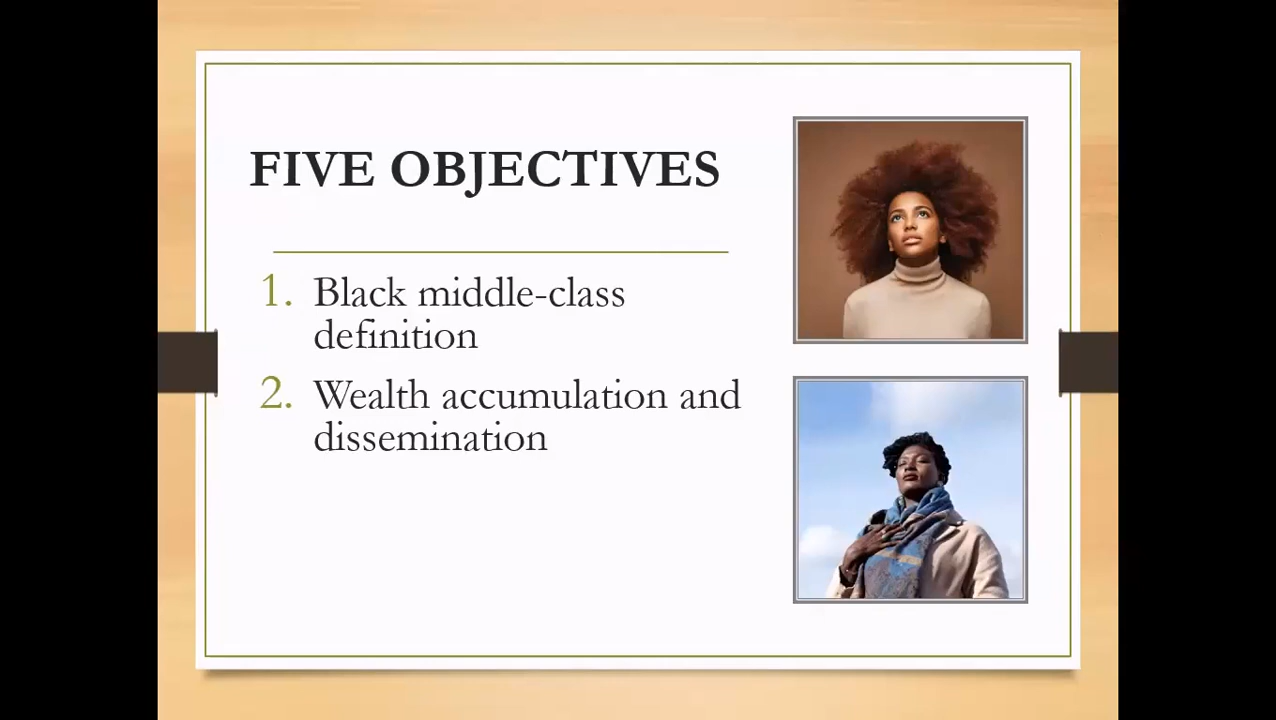 FIVE OBJECTIVES
1. Black middle-class
definition
2. Wealth accumulation and
dissemination